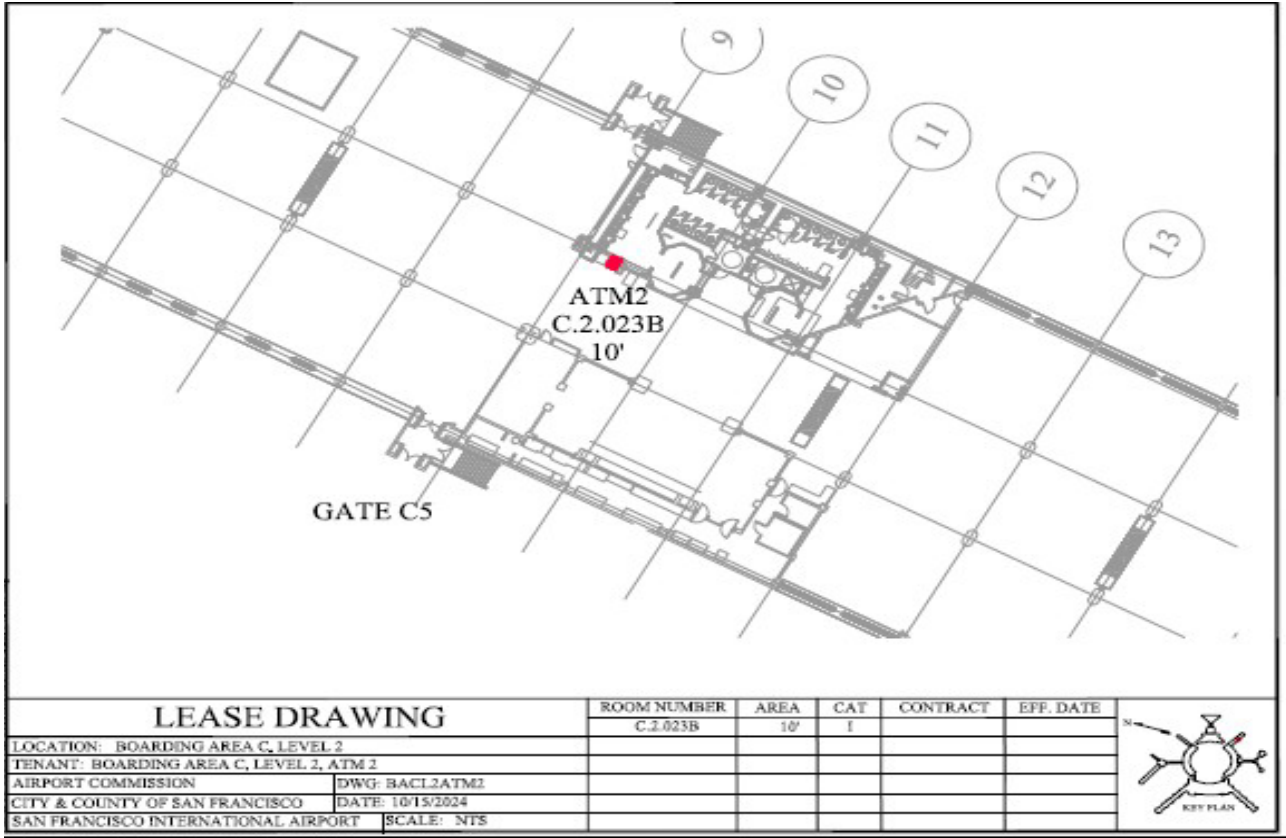 9
10
11
12
13
ATM2
C.2.023B
10'
GATE C5
LEASE DRAWING
LOCATION: BOARDING AREA C, LEVEL 2
TENANT: BOARDING AREA C, LEVEL 2, ATM 2
AIRPORT COMMISSION DWG: BACL2ATM2
CITY & COUNTY OF SAN FRANCISCO DATE: 10/15/2024
SAN FRANCISCO INTERNATIONAL AIRPORT SCALE: NTS
ROOM NUMBER AREA CAT CONTRACT EFF. DATE
C.2.023B 10' I
N
KEY PLAN